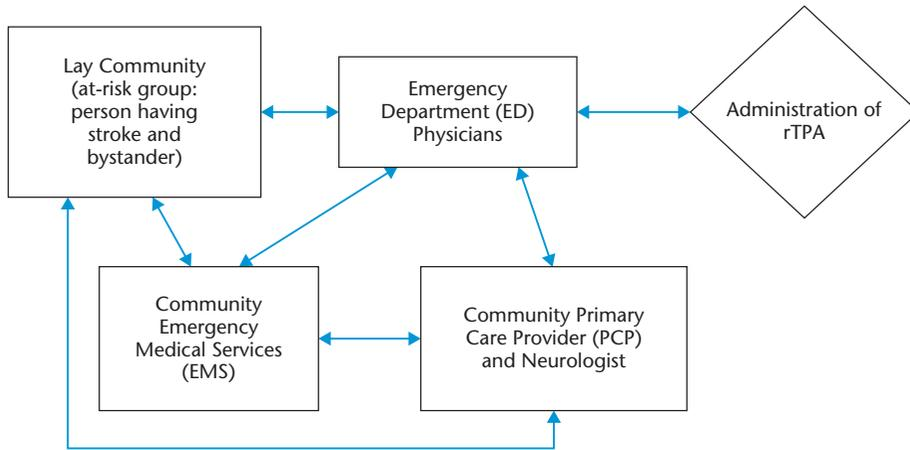 Lay Community
(at-risk group:
person having
stroke and
bystander)
Emergency
Department (ED)
Physicians
Administration of
rTPA
Community
Emergency
Medical Services
(EMS)
Community Primary
Care Provider (PCP)
and Neurologist